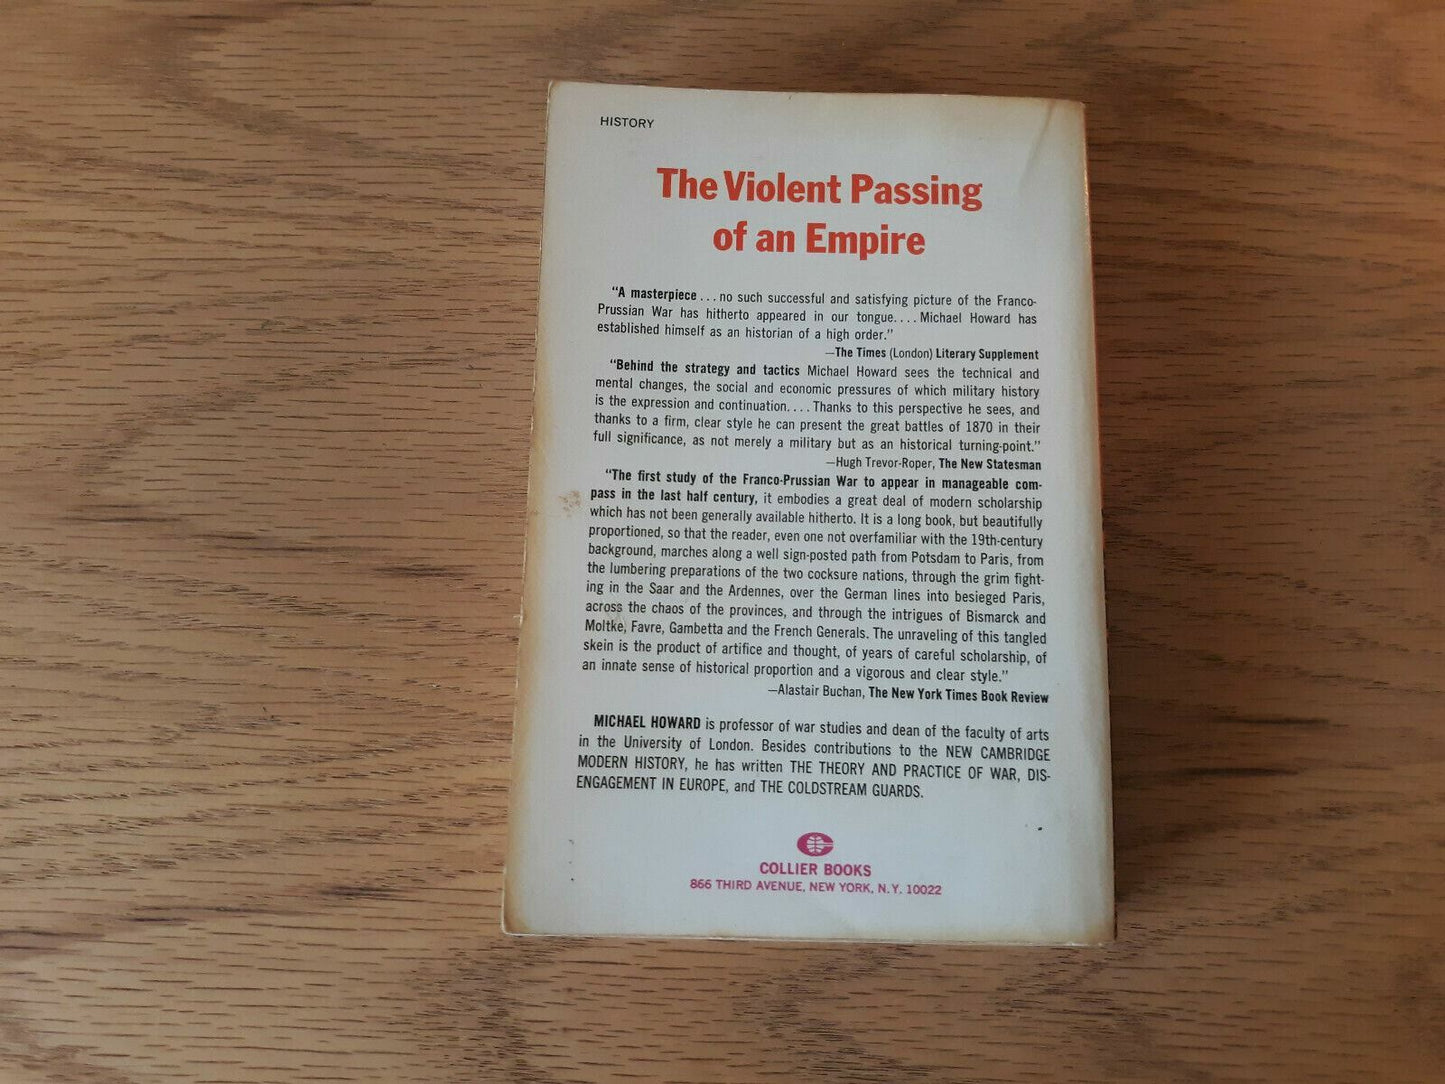 HISTORY
The Violent Passing
of an Empire
"A masterpiece . . . no such successful and satisfying picture of the Franco-
Prussian War has hitherto appeared in our tongue. . . . Michael Howard has
established himself as an historian of a high order."
—The Times (London) Literary Supplement
"Behind the strategy and tactics Michael Howard sees the technical and
mental changes, the social and economic pressures of which military history
is the expression and continuation. . . . Thanks to this perspective he sees, and
thanks to a firm, clear style he can present the great battles of 1870 in their
full significance, as not merely a military but as an historical turning-point."
—Hugh Trevor-Roper, The New Statesman
"The first study of the Franco-Prussian War to appear in manageable com-
pass in the last half century, it embodies a great deal of modern scholarship
which has not been generally available hitherto. It is a long book, but beautifully
proportioned, so that the reader, even one not overfamiliar with the 19th-century
background, marches along a well sign-posted path from Potsdam to Paris, from
the lumbering preparations of the two cocksure nations, through the grim fight-
ing in the Saar and the Ardennes, over the German lines into besieged Paris,
across the chaos of the provinces, and through the intrigues of Bismarck and
Moltke, Favre, Gambetta and the French Generals. The unraveling of this tangled
skein is the product of artifice and thought, of years of careful scholarship, of
an innate sense of historical proportion and a vigorous and clear style."
—Alastair Buchan, The New York Times Book Review
MICHAEL HOWARD is professor of war studies and dean of the faculty of arts
in the University of London. Besides contributions to the NEW CAMBRIDGE
MODERN HISTORY, he has written THE THEORY AND PRACTICE OF WAR, DIS-
ENGAGEMENT IN EUROPE, and THE COLDSTREAM GUARDS.
COLLIER BOOKS
866 THIRD AVENUE, NEW YORK, N.Y. 10022